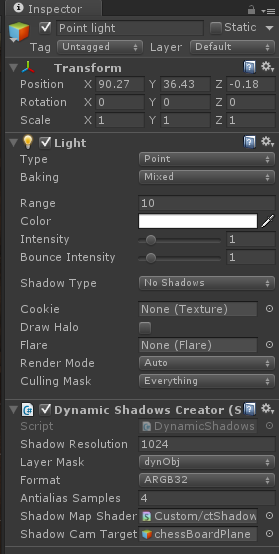 Inspector
Point light Static
Tag Untagged Layer Default
Transform
Position X 90.27 Y 36.43 Z -0.18
Rotation X 0 Y 0 Z 0
Scale X 1 Y 1 Z 1
Light
Type Point
Baking Mixed
Range 10
Color
Intensity 1
Bounce Intensity 1
Shadow Type No Shadows
Cookie None (Texture)
Draw Halo
Flare None (Flare)
Render Mode Auto
Culling Mask Everything
Dynamic Shadows Creator (S
Script DynamicShadows
Shadow Resolution 1024
Layer Mask dynObj
Format ARGB32
Antialias Samples 4
Shadow Map Shader Custom/ctShadow
Shadow Cam Target chessBoardPlane